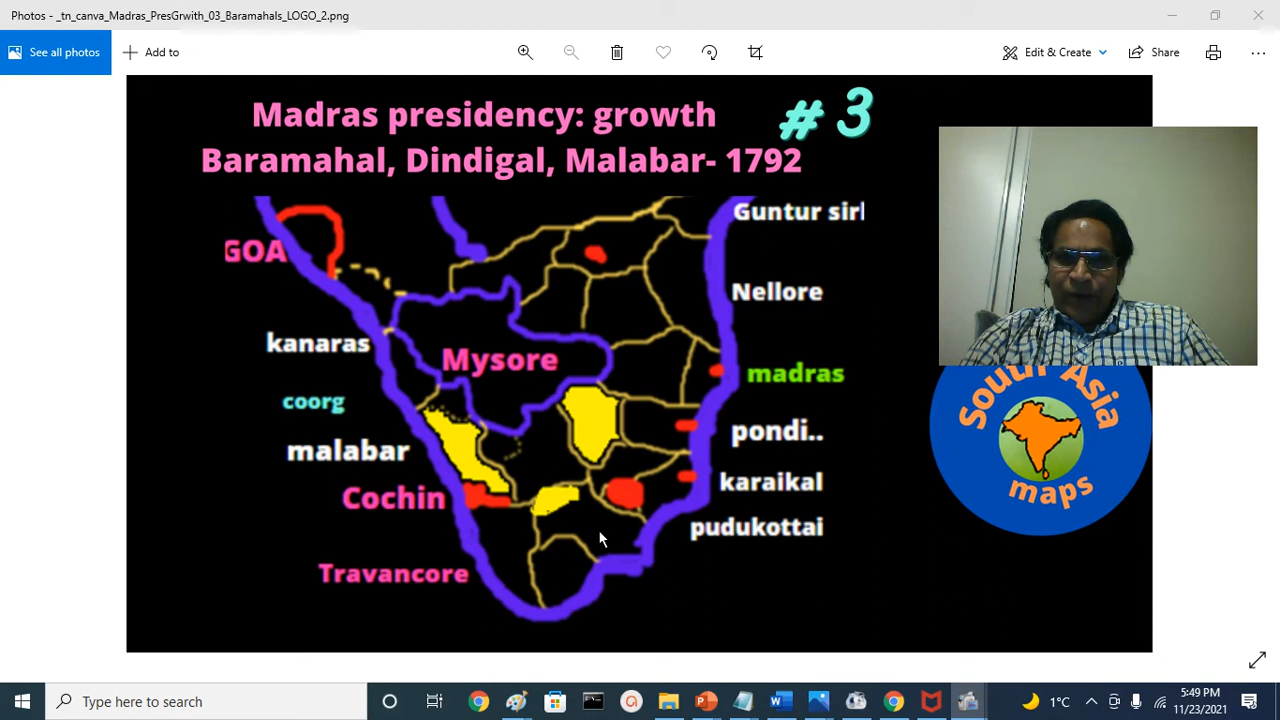 Photos - _tn_canva_Madras_PresGrwith_03_Baramahals_LOGO_2.png
See all photos
Add to
Edit & Create
Share
Madras presidency: growth
# 3
Baramahal, Dindigal, Malabar- 1792
Guntur sir
GOA
Nellore
kanaras
Mysore
madras
coorg
pondi..
malabar
karaikal
Cochin
pudukottai
Travancore
South Asia
maps
Type here to search
1°C
5:49 PM
11/23/2021